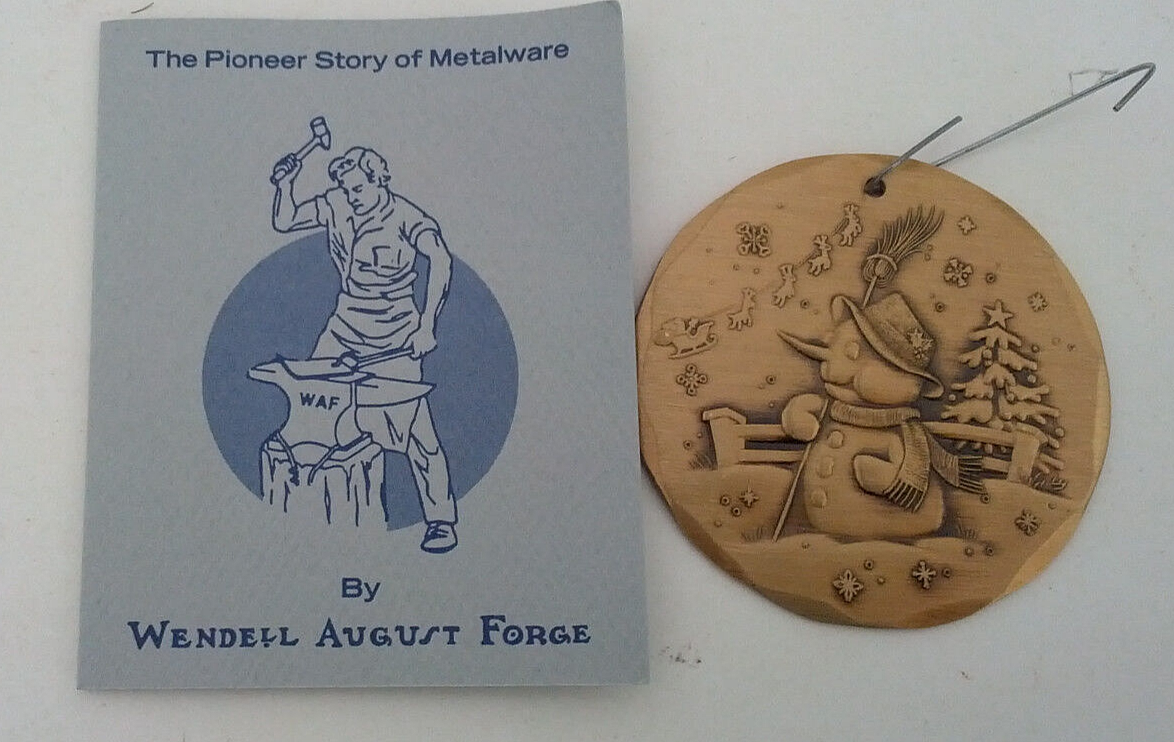 The Pioneer Story of Metalware
WAF
By
WENDELL AUGUST FORGE